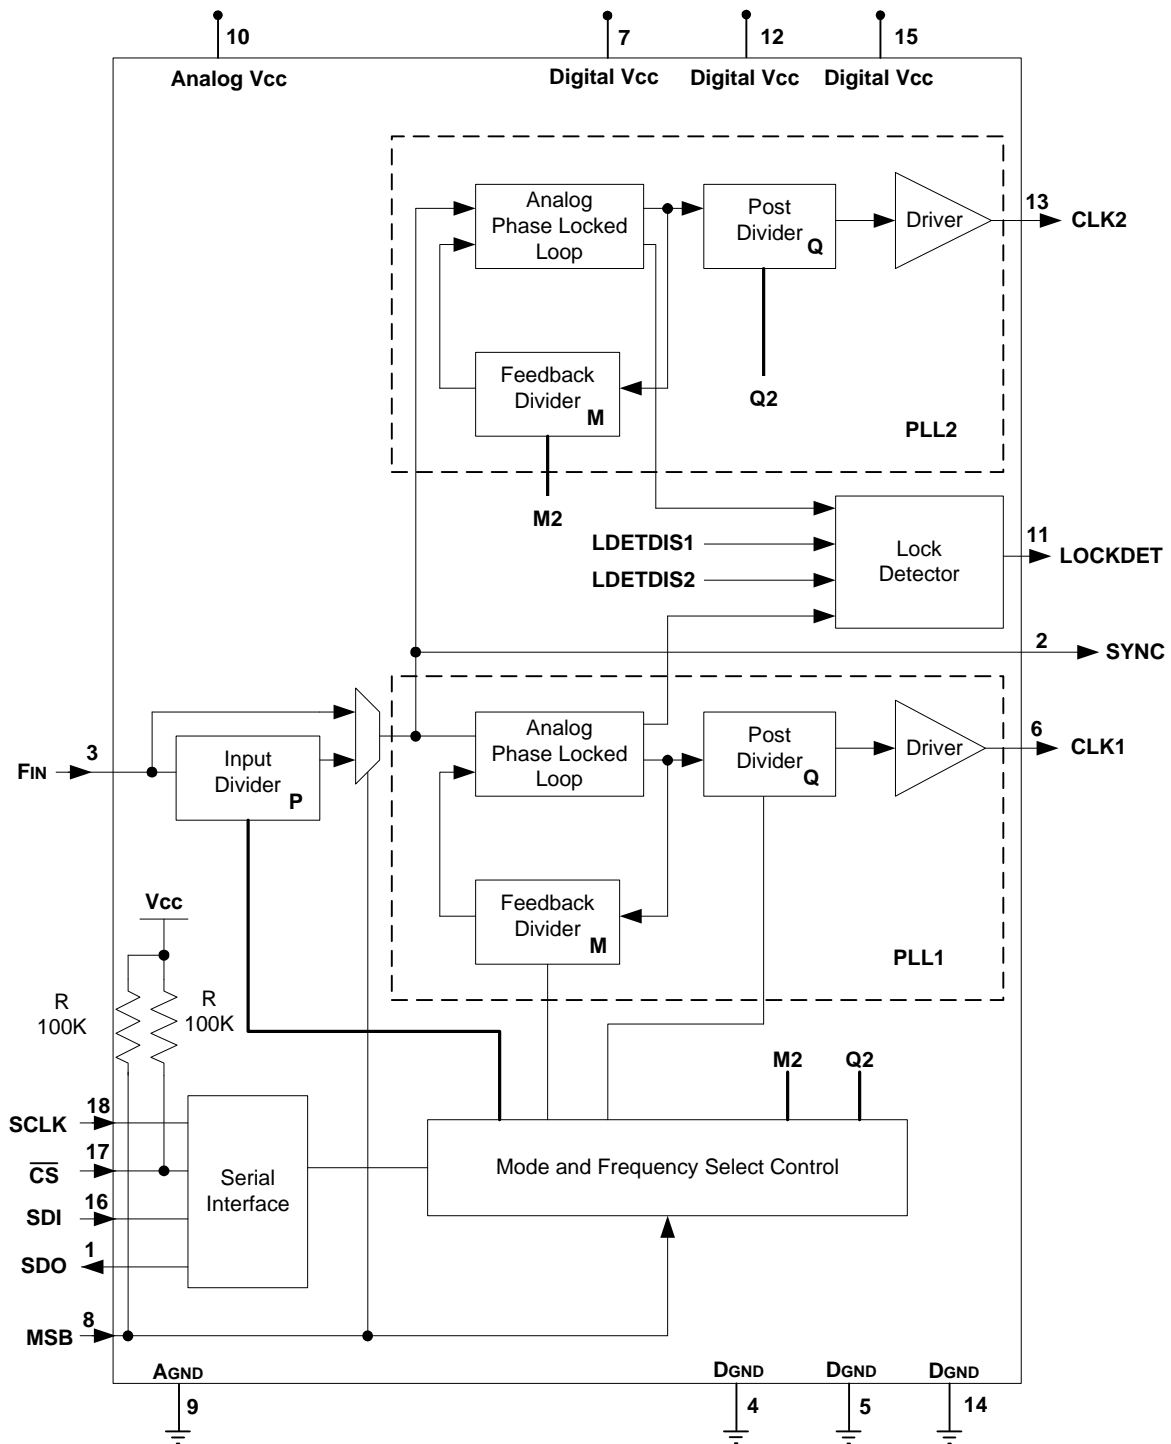 10
7
12
15
Analog Vcc
Digital Vcc
Digital Vcc
Digital Vcc
Analog
Phase Locked
Loop
Post
Divider
Q
Driver
13
CLK2
Feedback
Divider
M
Q2
PLL2
M2
LDETDIS1
LDETDIS2
Lock
Detector
11
LOCKDET
2
SYNC
3
FIN
Input
Divider
P
Analog
Phase Locked
Loop
Post
Divider
Q
Driver
6
CLK1
Feedback
Divider
M
PLL1
Vcc
R
100K
R
100K
M2
Q2
18
SCLK
17
CS
16
SDI
1
SDO
8
MSB
Serial
Interface
Mode and Frequency Select Control
AGND
DGND
DGND
DGND
9
4
5
14